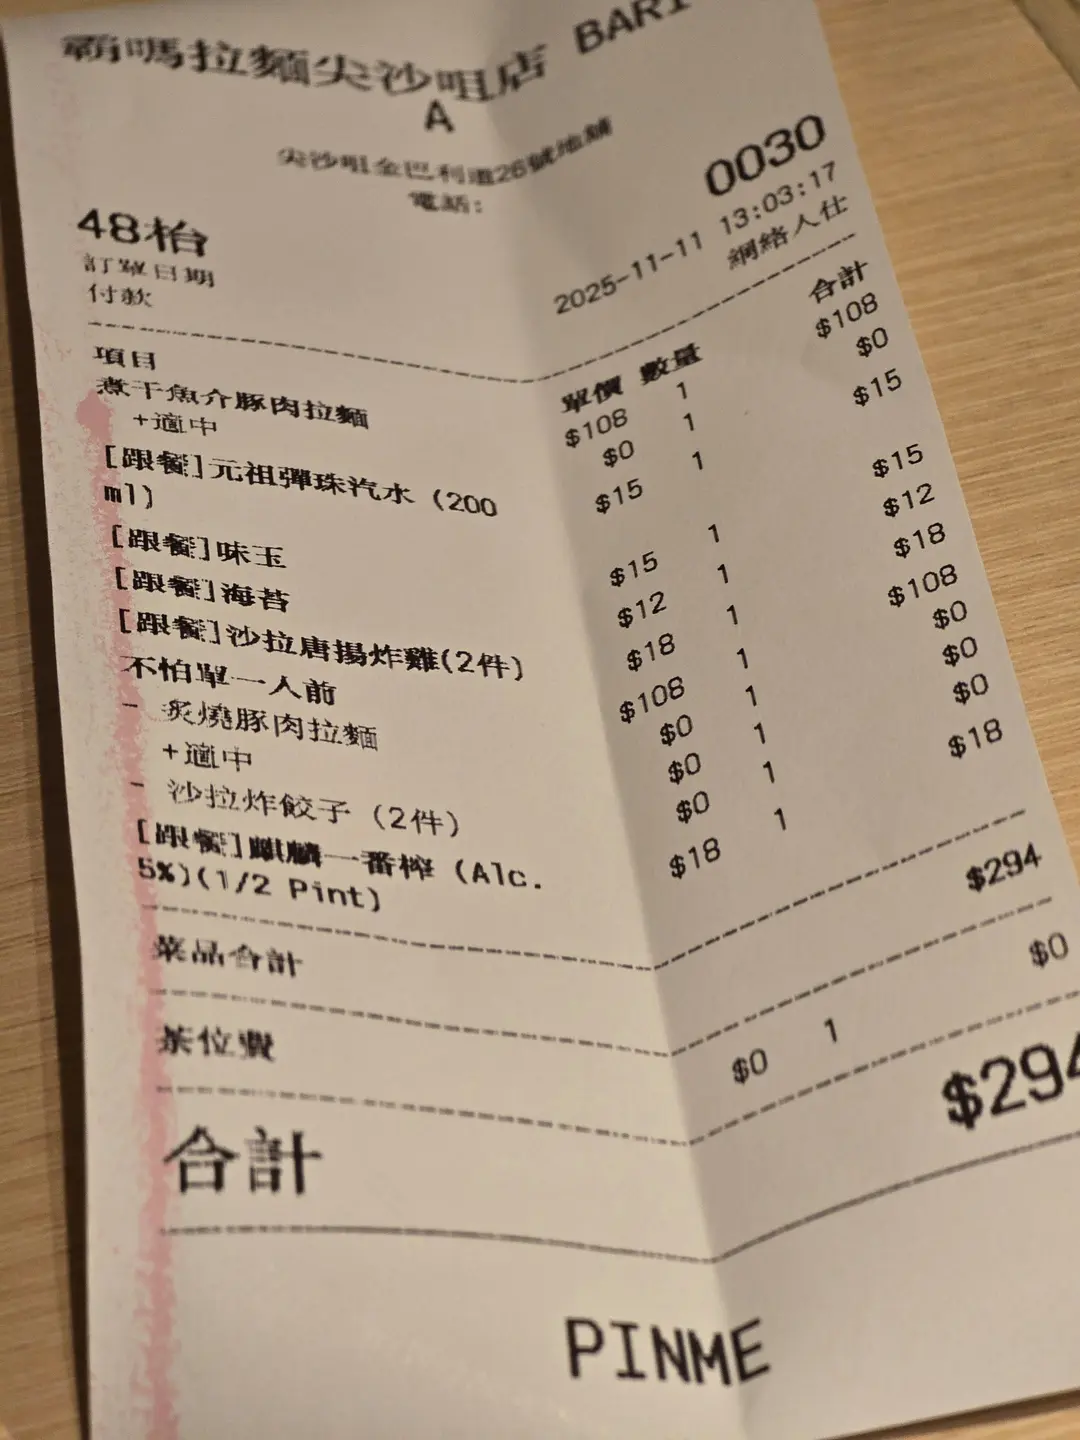 霸嗎拉麵尖沙咀店 BARI
A
尖沙咀金巴利道26號地舖
電話:
48枱 0030
訂單日期 2025-11-11 13:03:17
付款 網絡人仕
項目 單價 數量 合計
煮干魚介豚肉拉麵 $108 1 $108
+適中 $0 1 $0
[跟餐]元祖彈珠汽水 (200 $15 1 $15
ml)
[跟餐]味玉 $15 1 $15
[跟餐]海苔 $12 1 $12
[跟餐]沙拉唐揚炸雞(2件) $18 1 $18
不怕單一人前 $108 1 $108
- 炙燒豚肉拉麵 $0 1 $0
+適中 $0 1 $0
- 沙拉炸餃子 (2件) $0 1 $0
[跟餐]麒麟一番榨 (Alc. $18 1 $18
5%)(1/2 Pint)
菜品合計 $294
茶位費 $0 1 $0
合計 $294
PINME